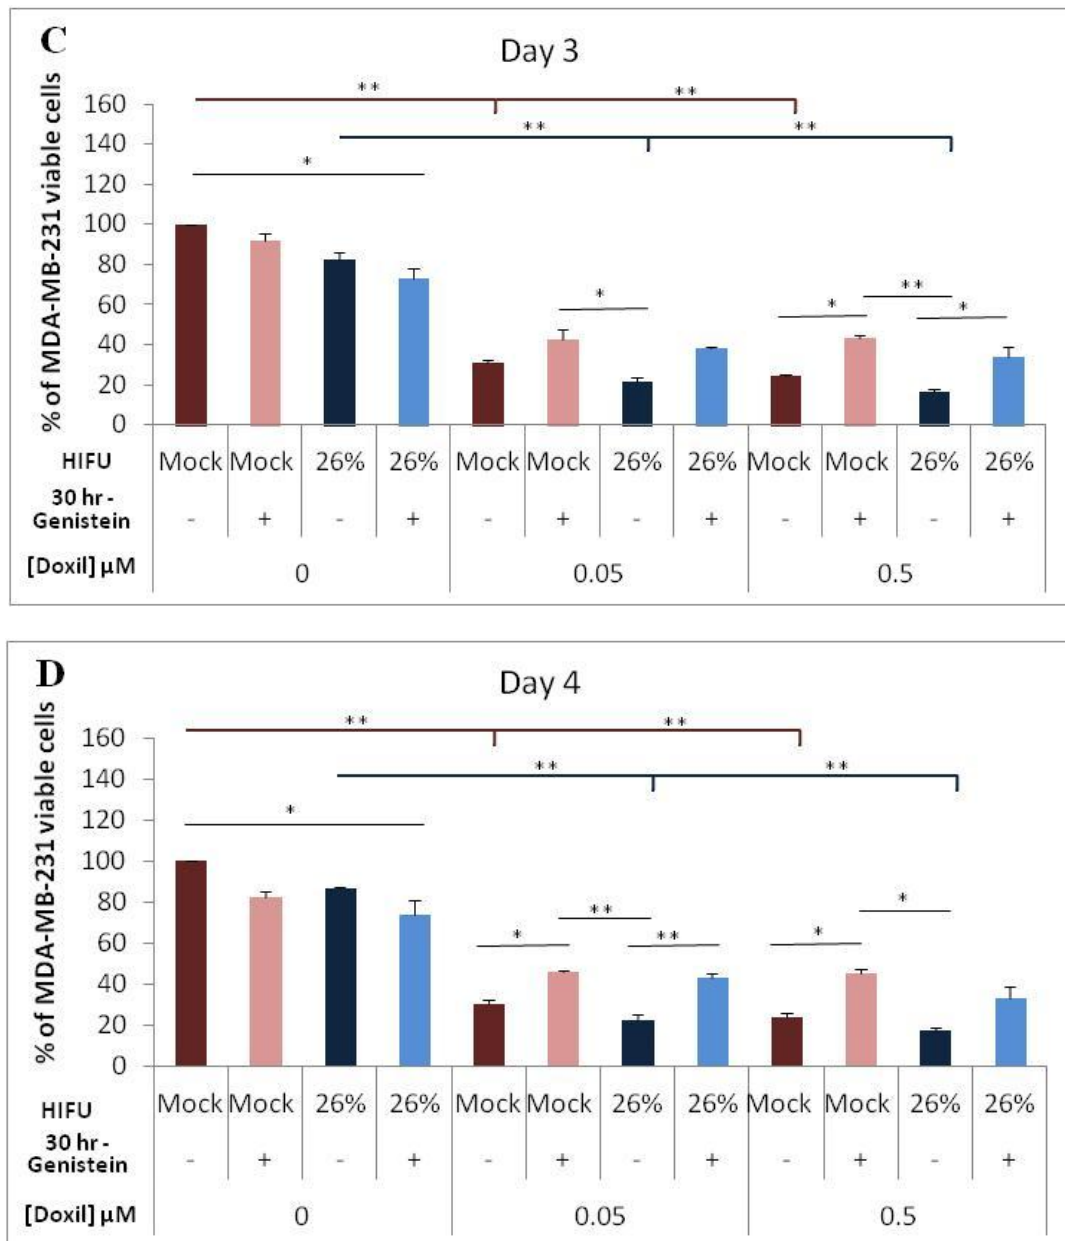 C
Day 3
% of MDA-MB-231 viable cells
160
140
120
100
80
60
40
20
0
** **
** **
*
*
**
* *
HIFU Mock Mock 26% 26% Mock Mock 26% 26% Mock Mock 26% 26%
30 hr -
Genistein - + - + - + - + - + - +
[Doxil] µM 0 0.05 0.5
D
Day 4
% of MDA-MB-231 viable cells
160
140
120
100
80
60
40
20
0
** **
** **
*
*
**
* ** *
HIFU Mock Mock 26% 26% Mock Mock 26% 26% Mock Mock 26% 26%
30 hr -
Genistein - + - + - + - + - + - +
[Doxil] µM 0 0.05 0.5